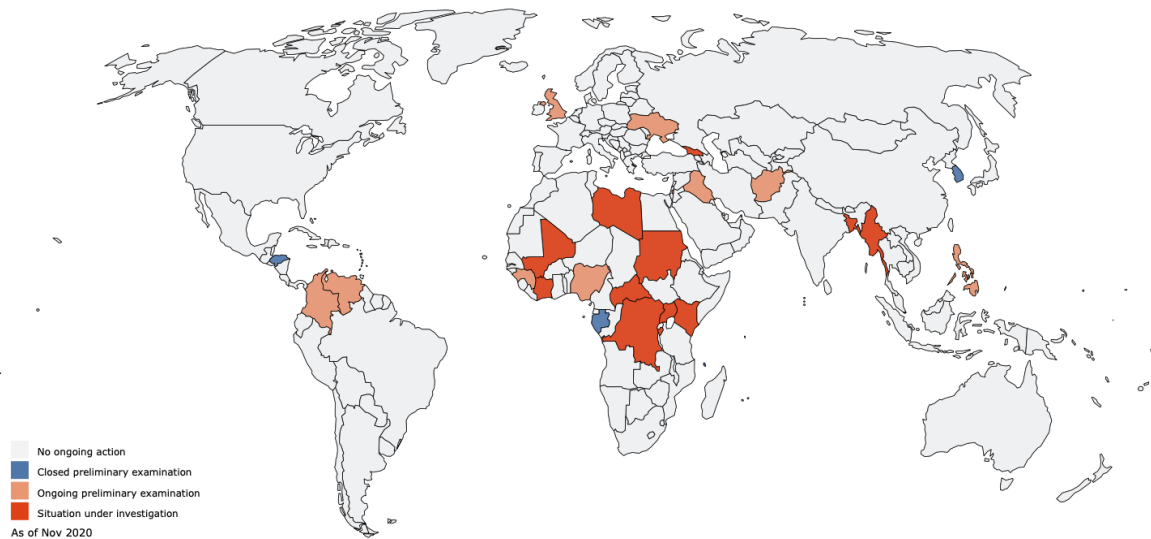 No ongoing action
Closed preliminary examination
Ongoing preliminary examination
Situation under investigation
As of Nov 2020